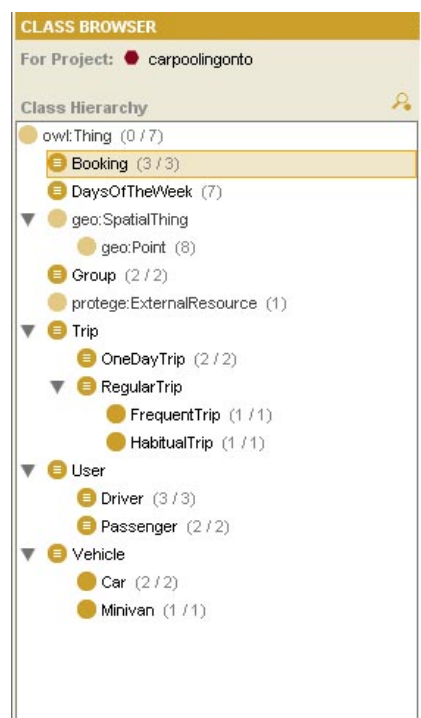 CLASS BROWSER
For Project: carpoolingonto
Class Hierarchy
owl:Thing (0 / 7)
Booking (3 / 3)
DaysOfTheWeek (7)
geo:SpatialThing
geo:Point (8)
Group (2 / 2)
protege:ExternalResource (1)
Trip
OneDayTrip (2 / 2)
RegularTrip
FrequentTrip (1 / 1)
HabitualTrip (1 / 1)
User
Driver (3 / 3)
Passenger (2 / 2)
Vehicle
Car (2 / 2)
Minivan (1 / 1)